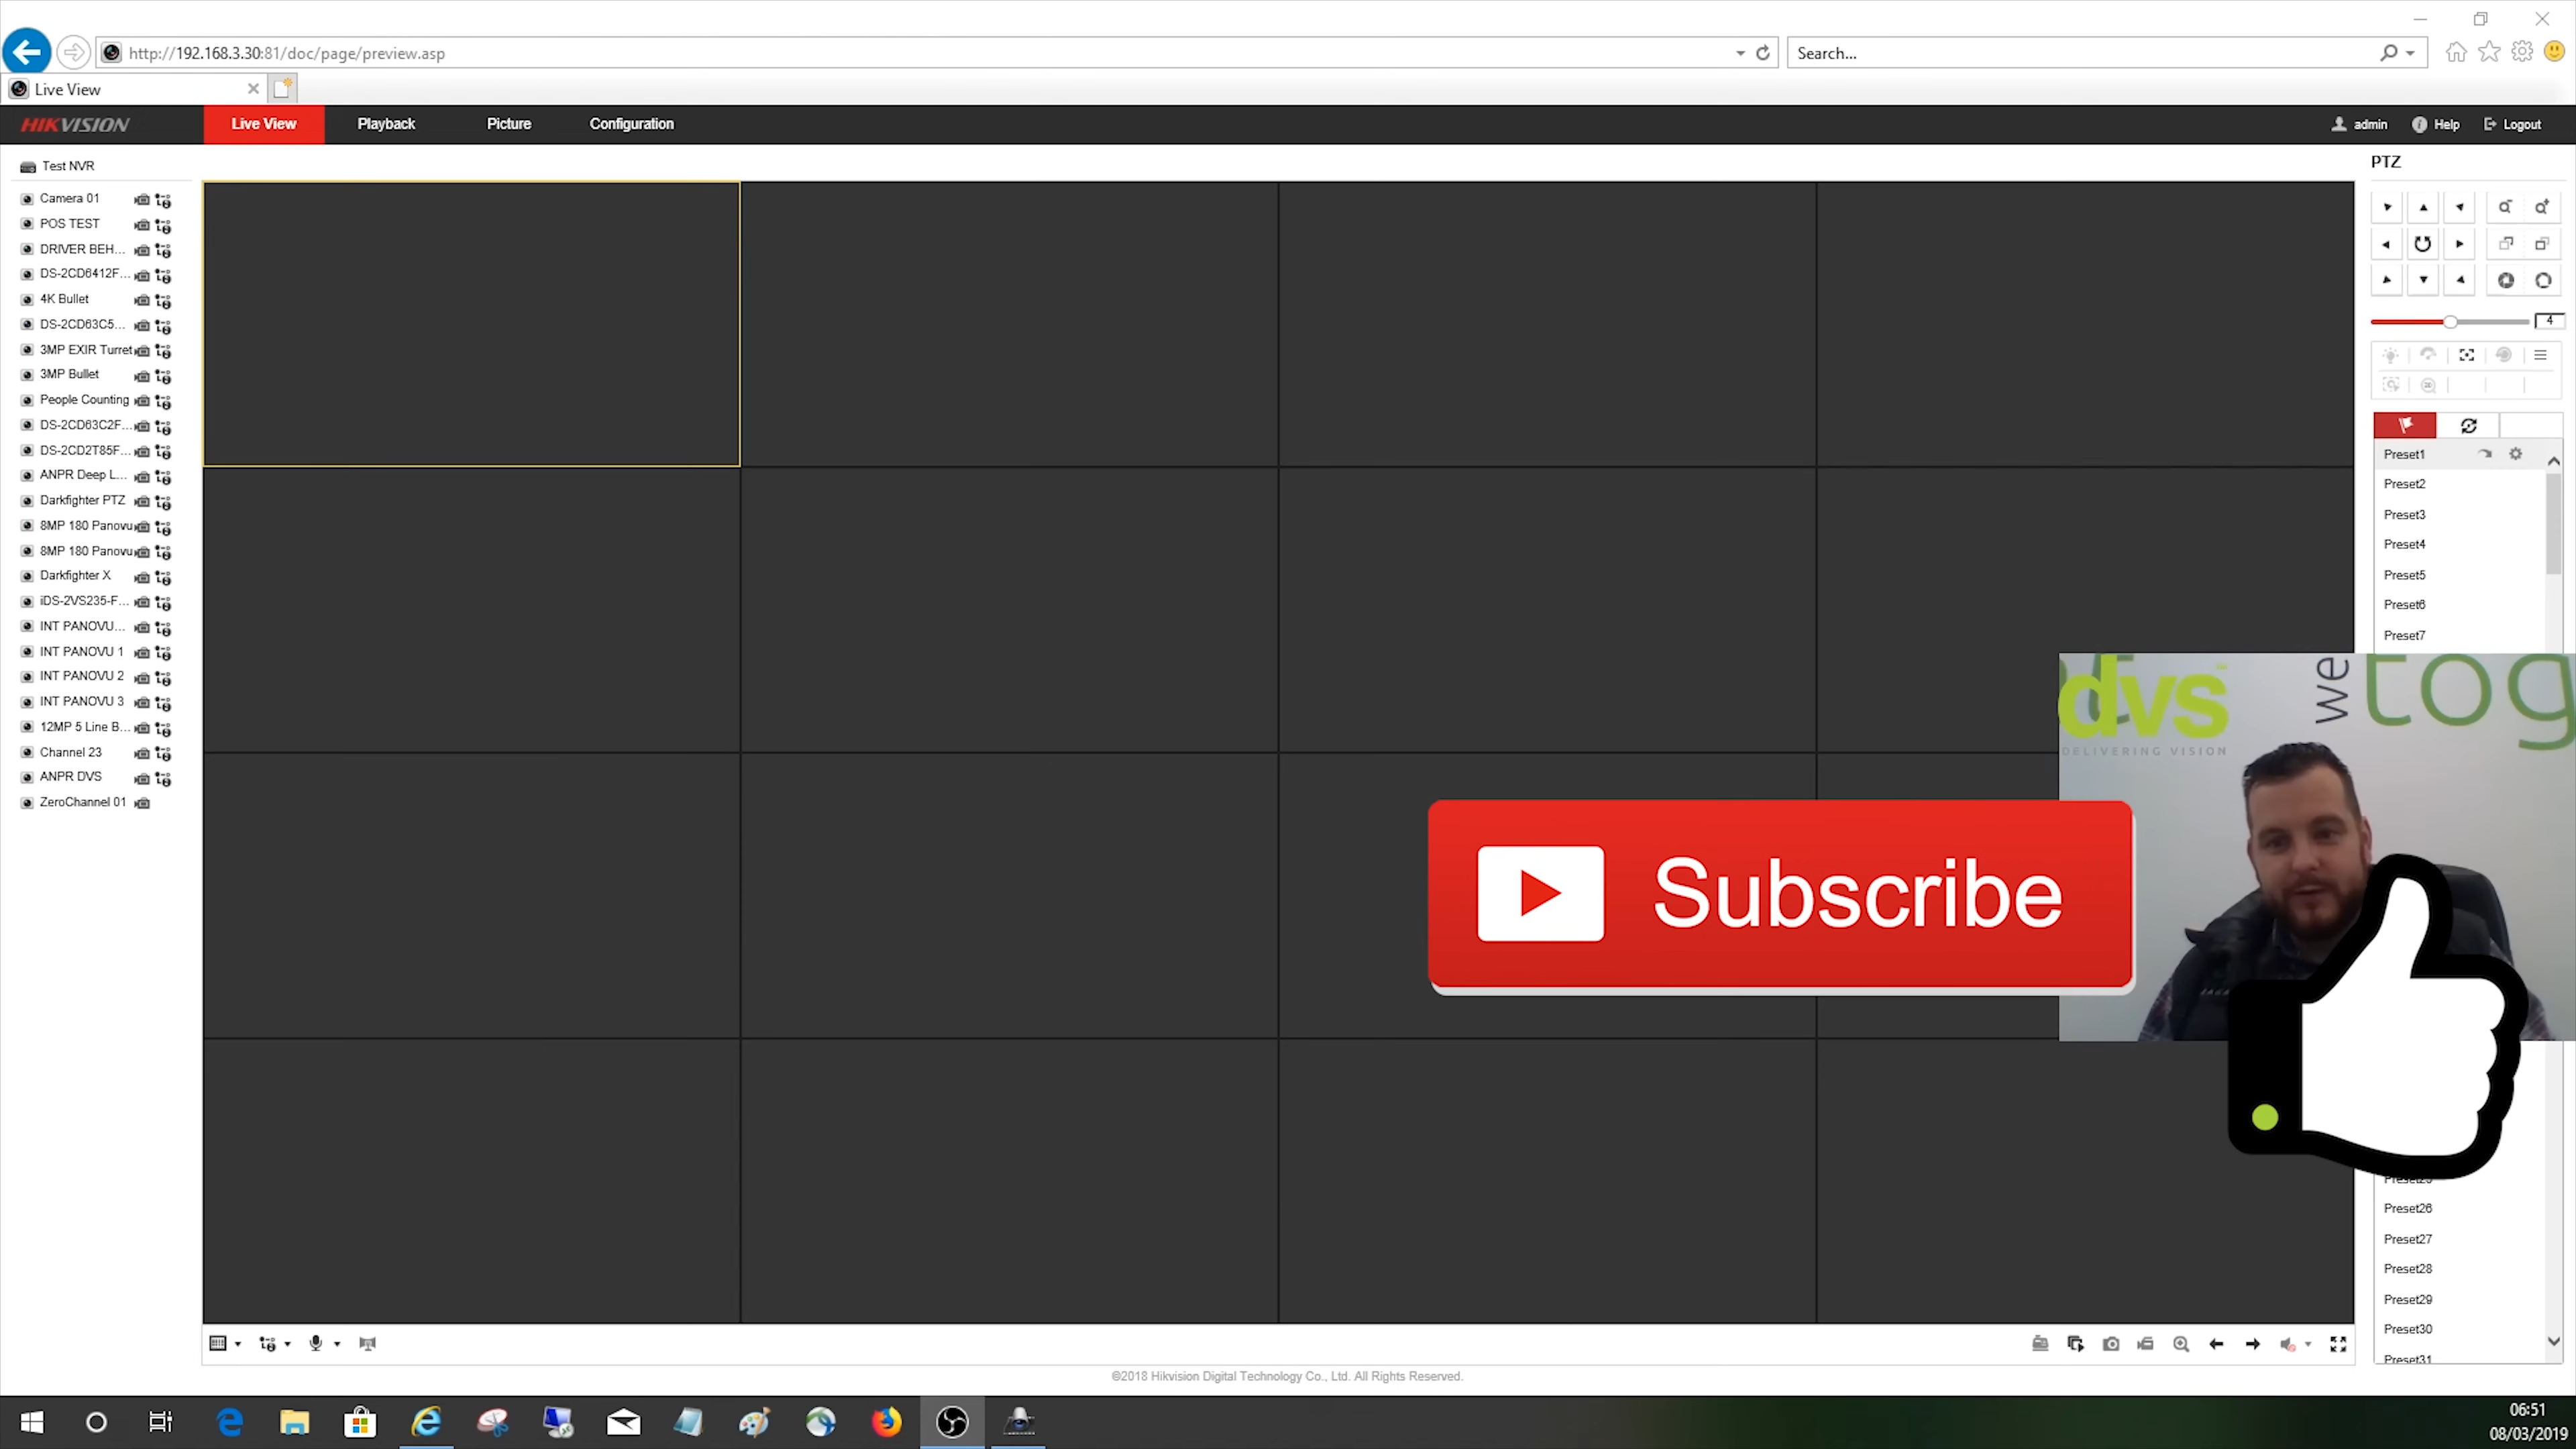 http://192.168.3.30:81/doc/page/preview.asp
Search...
Live View
HIKVISION
Live View
Playback
Picture
Configuration
admin
Help
Logout
Test NVR
Camera 01
POS TEST
DRIVER BEH...
DS-2CD6412F...
4K Bullet
DS-2CD63C5...
3MP EXIR Turret
3MP Bullet
People Counting
DS-2CD63C2F...
DS-2CD2T85F...
ANPR Deep L...
Darkfighter PTZ
8MP 180 Panovu
8MP 180 Panovu
Darkfighter X
iDS-2VS235-F...
INT PANOVU...
INT PANOVU 1
INT PANOVU 2
INT PANOVU 3
12MP 5 Line B...
Channel 23
ANPR DVS
ZeroChannel 01
PTZ
4
Preset1
Preset2
Preset3
Preset4
Preset5
Preset6
Preset7
dvs
DELIVERING VISION
we
tog
Subscribe
Preset26
Preset27
Preset28
Preset29
Preset30
Preset31
©2018 Hikvision Digital Technology Co., Ltd. All Rights Reserved.
06:51
08/03/2019